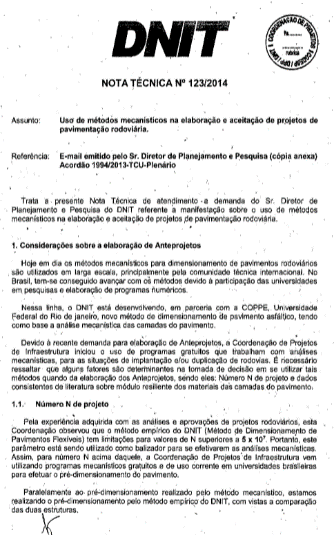 DNIT
NOTA TÉCNICA Nº 123/2014
Assunto: Uso de métodos mecanísticos na elaboração e aceitação de projetos de
pavimentação rodoviária.
Referência: E-mail emitido pelo Sr. Diretor de Planejamento e Pesquisa (cópia anexa)
Acordão 1994/2013-TCU-Plenário
Trata a presente Nota Técnica de atendimento a demanda do Sr. Diretor de
Planejamento e Pesquisa do DNIT referente a manifestação sobre o uso de métodos
mecanísticos na elaboração e aceitação de projetos de pavimentação rodoviária.
1. Considerações sobre a elaboração de Anteprojetos
Hoje em dia os métodos mecanísticos para dimensionamento de pavimentos rodoviários
são utilizados em larga escala, principalmente pela comunidade técnica internacional. No
Brasil, tem-se conseguido avançar com os métodos devido à participação das universidades
em pesquisas e elaboração de programas numéricos.
Nessa linha, o DNIT está desenvolvendo, em parceria com a COPPE, Universidade
Federal do Rio de janeiro, novo método de dimensionamento de pavimento asfáltico, tendo
como base a análise mecanística das camadas do pavimento.
Devido à recente demanda para elaboração de Anteprojetos, a Coordenação de Projetos
de Infraestrutura iniciou o uso de programas gratuitos que trabalham com análises
mecanísticas, para as situações de implantação e/ou duplicação de rodovias. É necessário
ressaltar que alguns fatores são determinantes na tomada de decisão em se utilizar tais
métodos quando da elaboração dos Anteprojetos, sendo eles: Número N de projeto e dados
consistentes de literatura sobre módulo resiliente dos materiais das camadas do pavimento.
1.1. Número N de projeto
Pela experiência adquirida com as análises e aprovações de projetos rodoviários, esta
Coordenação observou que o método empírico do DNIT (Método de Dimensionamento de
Pavimentos Flexíveis) tem limitações para valores de N superiores a 5 x 10⁷. Portanto, este
parâmetro está sendo utilizado como balizador para se efetivarem as análises mecanísticas.
Assim, para número N acima daquele, a Coordenação de Projetos de Infraestrutura vem
utilizando programas mecanísticos gratuitos e de uso corrente em universidades brasileiras
para efetuar o pré-dimensionamento do pavimento.
Paralelamente ao pré-dimensionamento realizado pelo método mecanístico, estamos
realizando o pré-dimensionamento pelo método empírico do DNIT, com vistas a comparação
das duas estruturas.